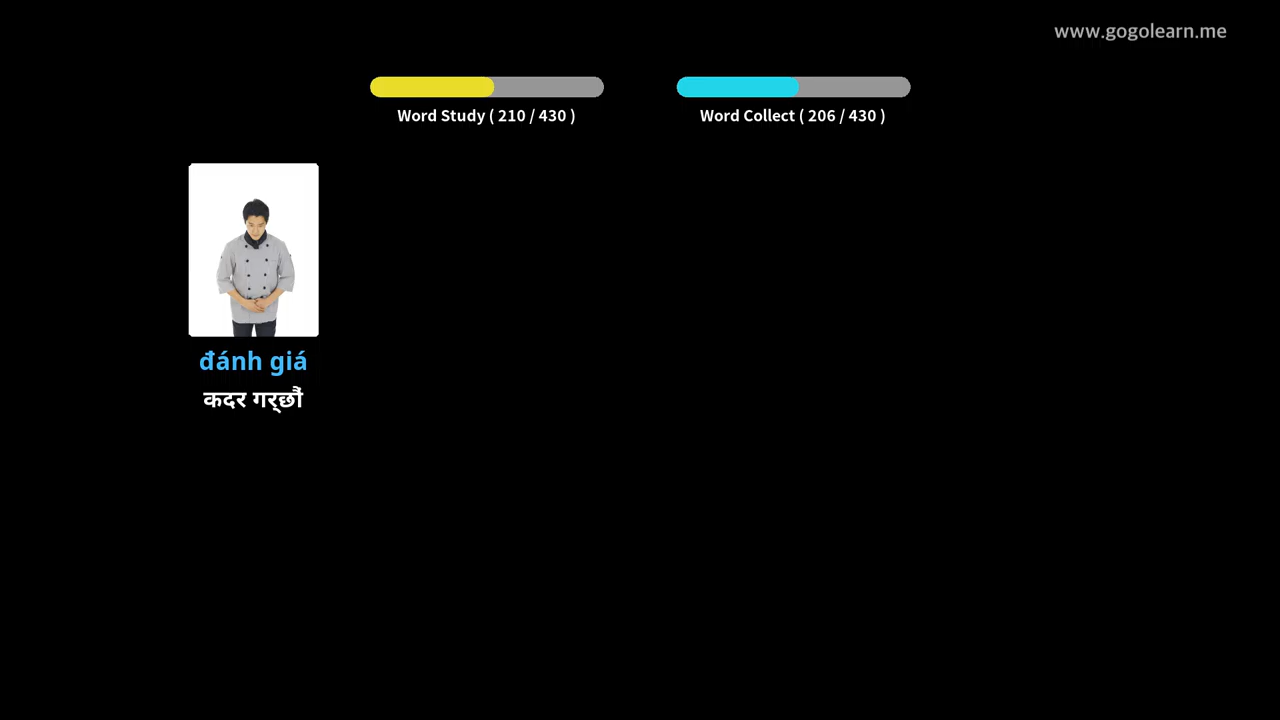 www.gogolearn.me
Word Study ( 210 / 430 )
Word Collect ( 206 / 430 )
đánh giá
कदर गर्छौं